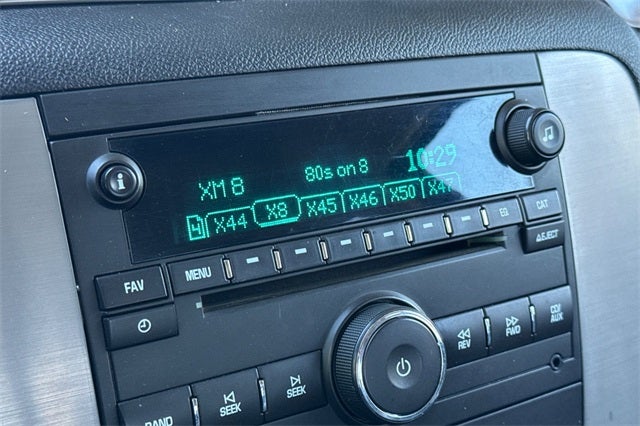 XM 8 80s on 8 10:29
4 X44 X8 X45 X46 X50 X47
MENU EQ CAT
FAV ⏏EJECT
REV FWD CD/AUX
BAND SEEK SEEK